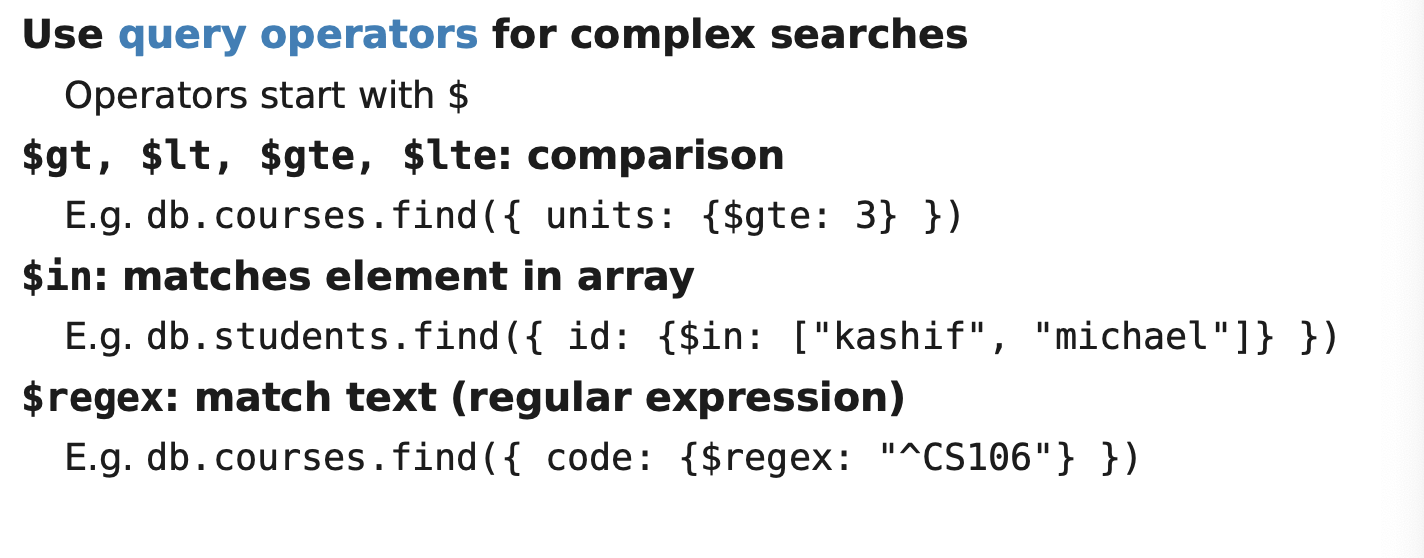 Use query operators for complex searches
Operators start with $
$gt, $lt, $gte, $lte: comparison
E.g. db.courses.find({ units: {$gte: 3} })
$in: matches element in array
E.g. db.students.find({ id: {$in: ["kashif", "michael"]} })
$regex: match text (regular expression)
E.g. db.courses.find({ code: {$regex: "^CS106"} })